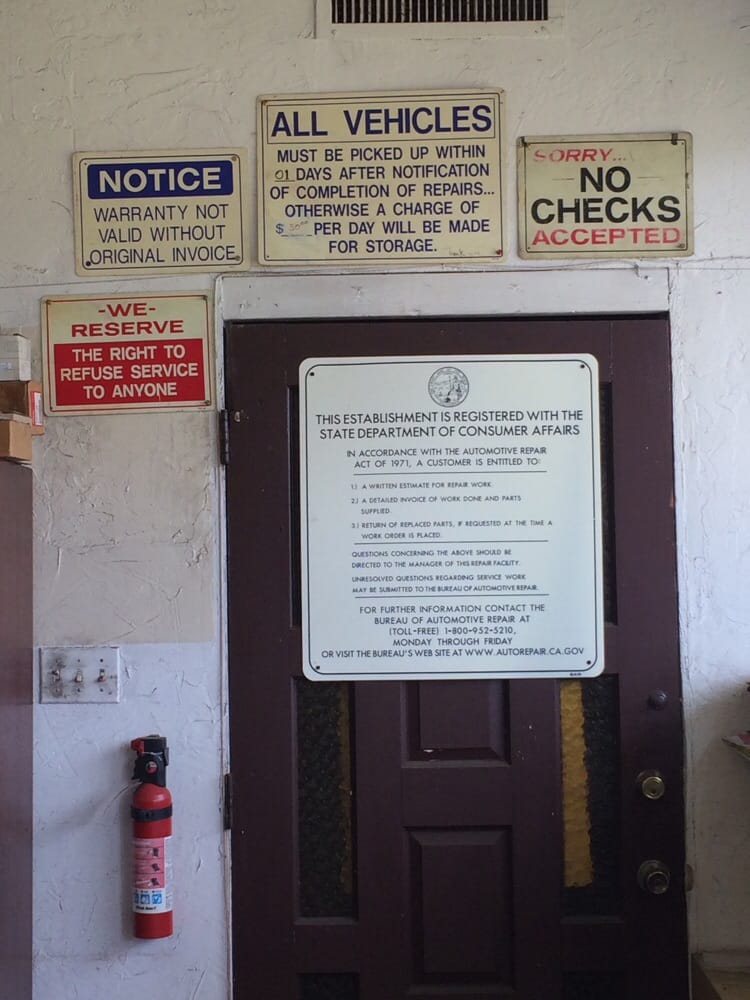 ALL VEHICLES
MUST BE PICKED UP WITHIN
01 DAYS AFTER NOTIFICATION
OF COMPLETION OF REPAIRS...
OTHERWISE A CHARGE OF
$ 50.00 PER DAY WILL BE MADE
FOR STORAGE.
NOTICE
WARRANTY NOT
VALID WITHOUT
ORIGINAL INVOICE
SORRY...
NO
CHECKS
ACCEPTED
-WE-
RESERVE
THE RIGHT TO
REFUSE SERVICE
TO ANYONE
THIS ESTABLISHMENT IS REGISTERED WITH THE
STATE DEPARTMENT OF CONSUMER AFFAIRS
IN ACCORDANCE WITH THE AUTOMOTIVE REPAIR
ACT OF 1971, A CUSTOMER IS ENTITLED TO:
1.) A WRITTEN ESTIMATE FOR REPAIR WORK.
2.) A DETAILED INVOICE OF WORK DONE AND PARTS
SUPPLIED.
3.) RETURN OF REPLACED PARTS, IF REQUESTED AT THE TIME A
WORK ORDER IS PLACED.
QUESTIONS CONCERNING THE ABOVE SHOULD BE
DIRECTED TO THE MANAGER OF THIS REPAIR FACILITY.
UNRESOLVED QUESTIONS REGARDING SERVICE WORK
MAY BE SUBMITTED TO THE BUREAU OF AUTOMOTIVE REPAIR.
FOR FURTHER INFORMATION CONTACT THE
BUREAU OF AUTOMOTIVE REPAIR AT
(TOLL-FREE) 1-800-952-5210,
MONDAY THROUGH FRIDAY
OR VISIT THE BUREAU'S WEB SITE AT WWW.AUTOREPAIR.CA.GOV